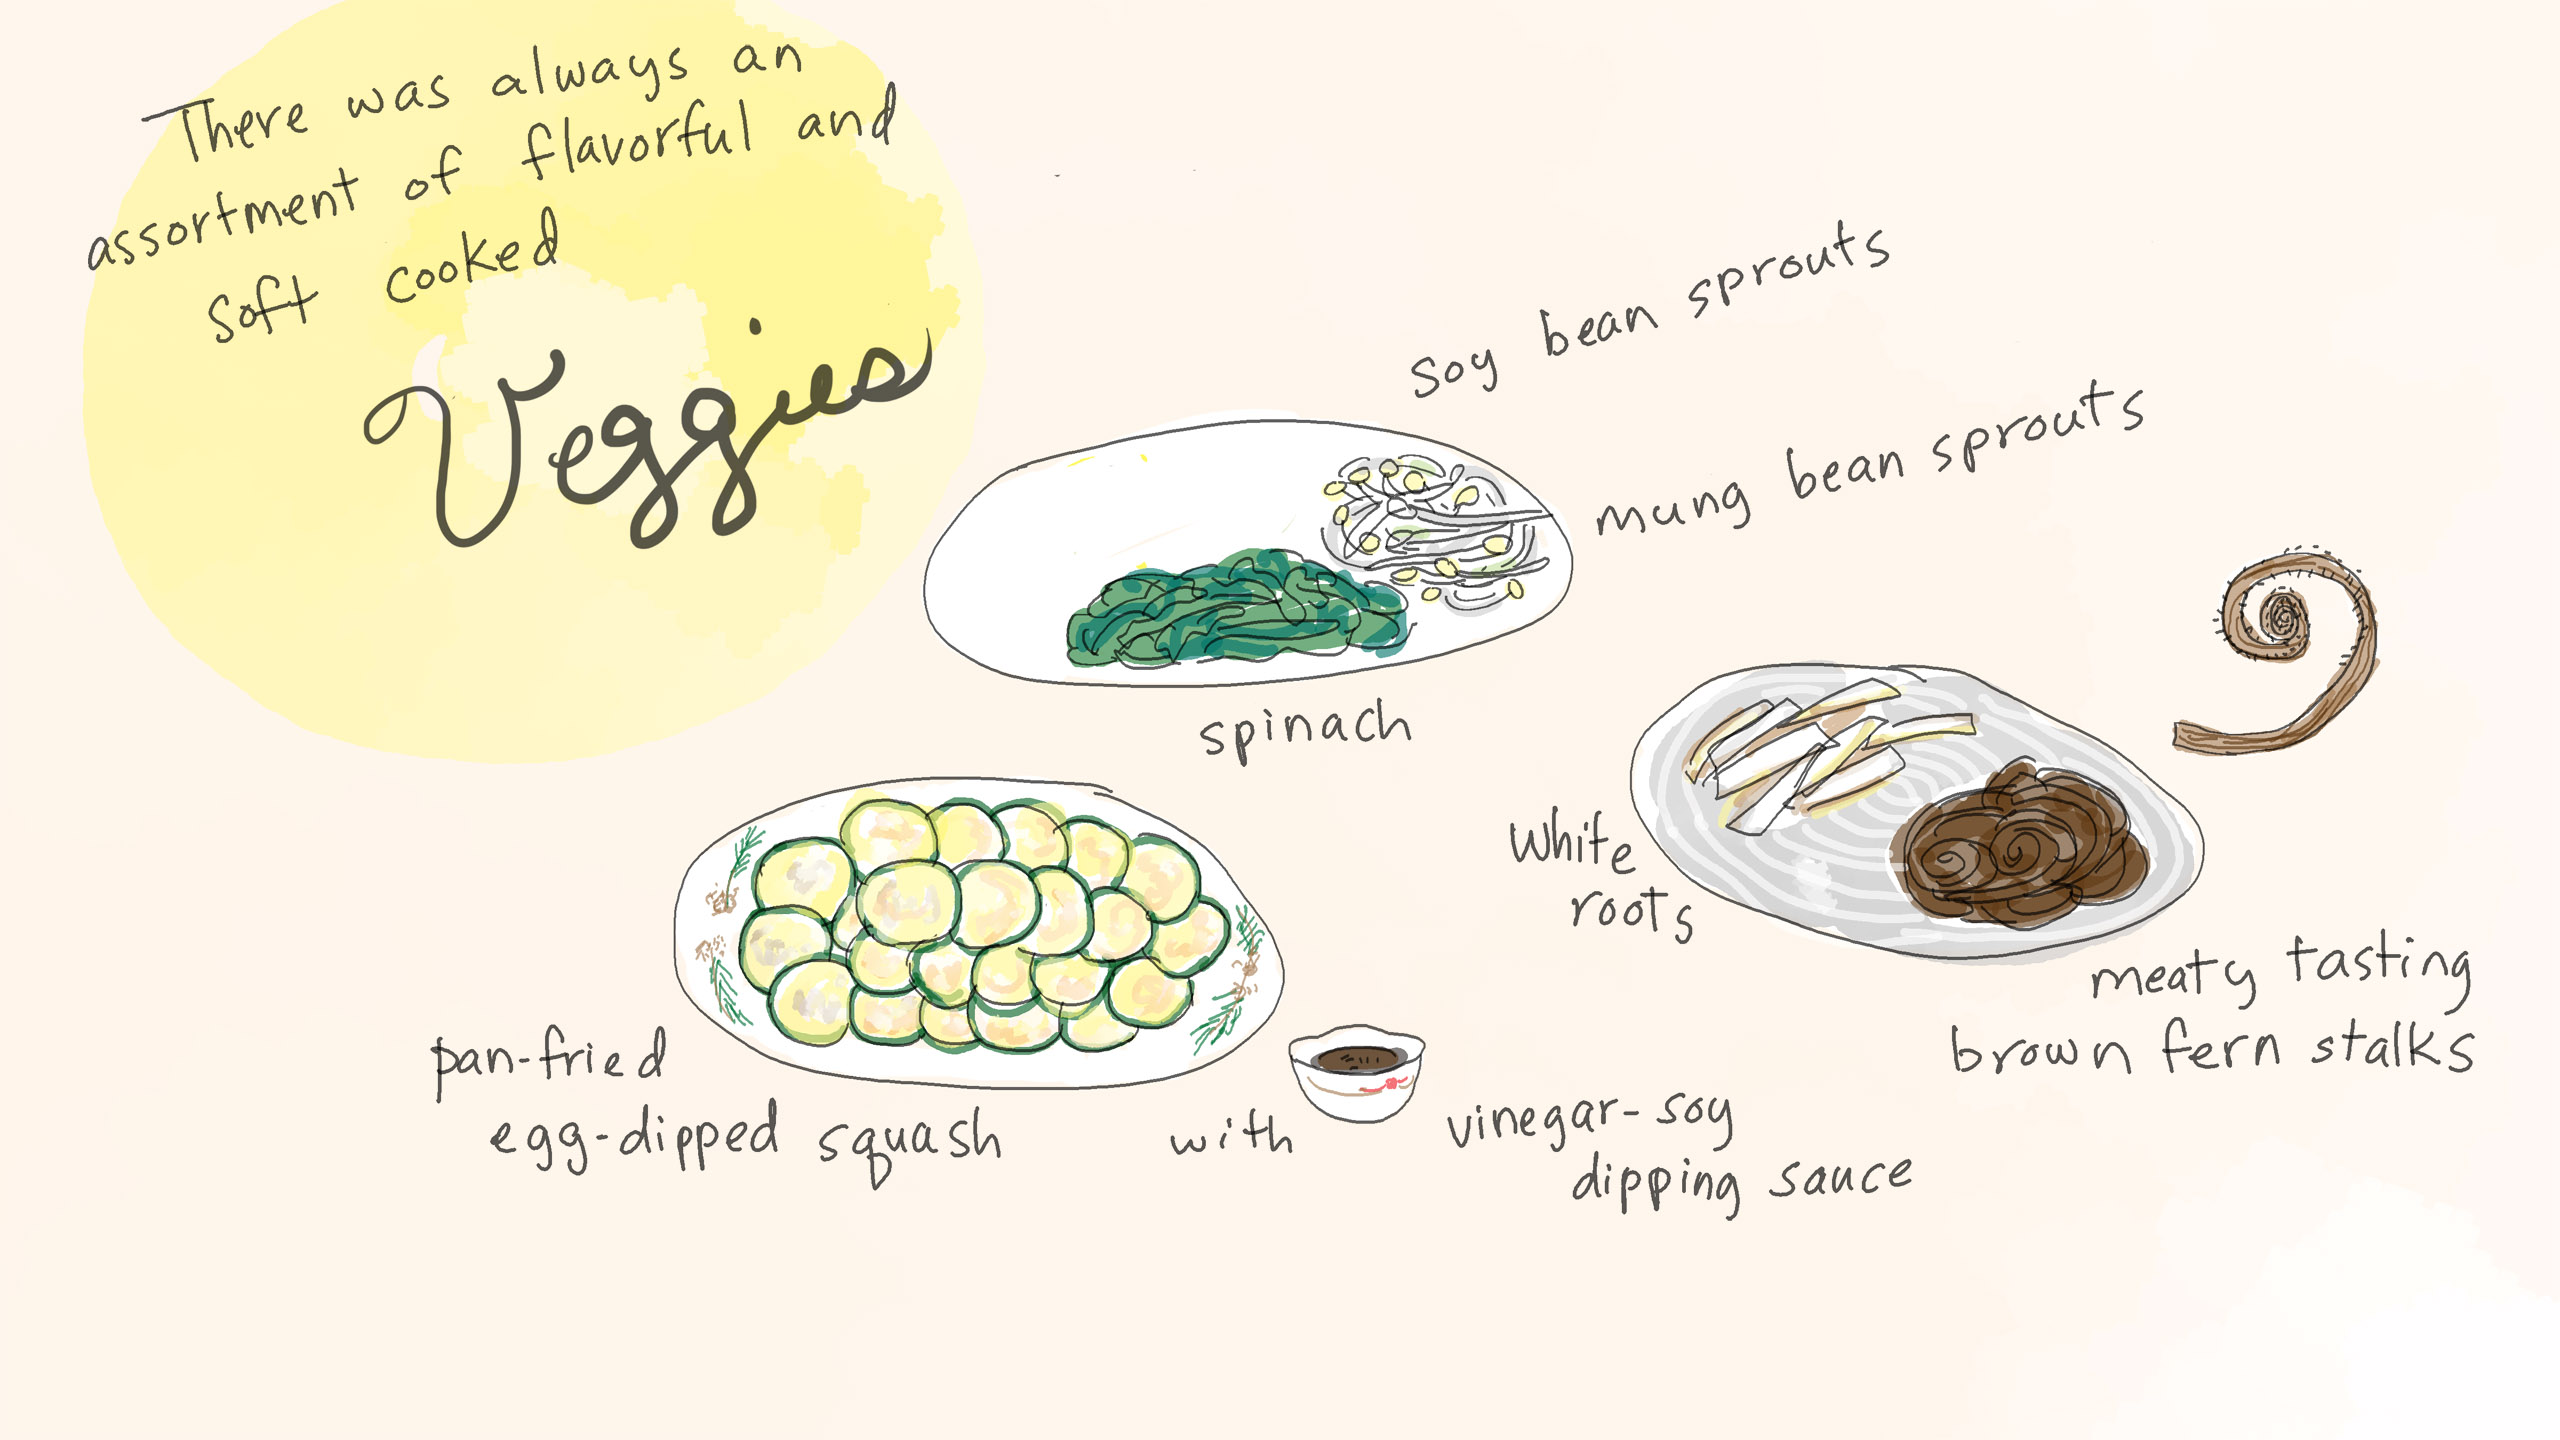 There was always an
assortment of flavorful and
soft cooked
Veggies
soy bean sprouts
mung bean sprouts
spinach
white
roots
meaty tasting
brown fern stalks
pan-fried
egg-dipped squash with vinegar-soy
dipping sauce